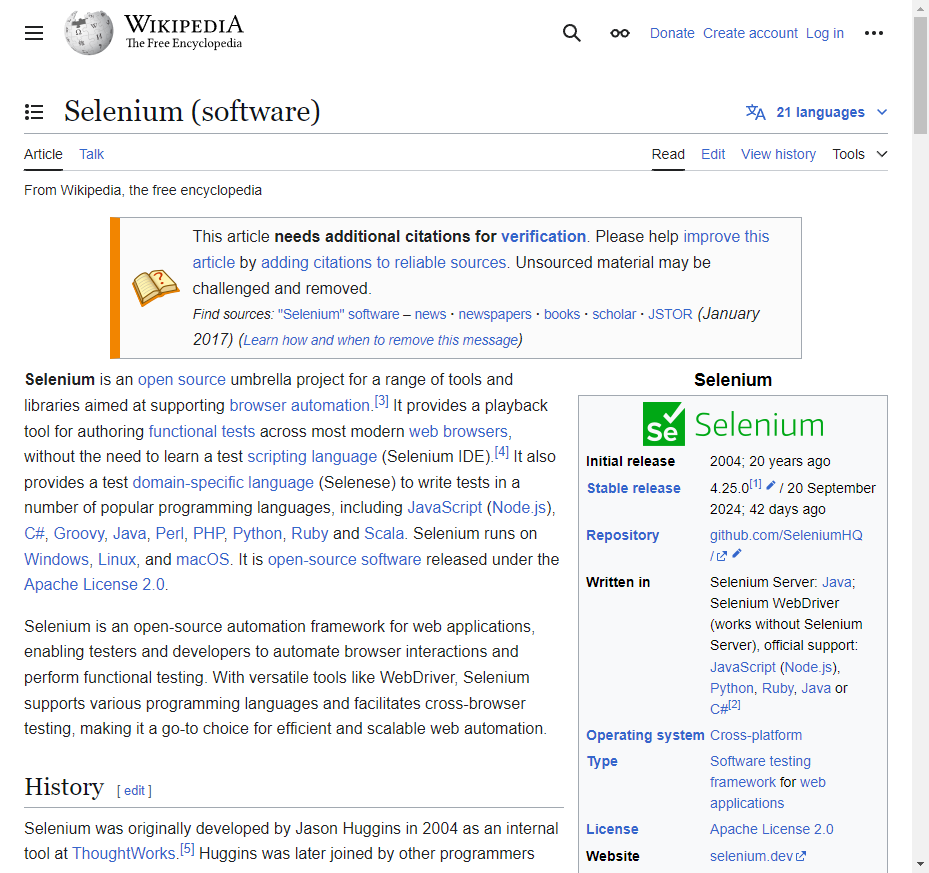 WIKIPEDIA
The Free Encyclopedia
Donate Create account Log in
Selenium (software)
21 languages
Article Talk
Read Edit View history Tools
From Wikipedia, the free encyclopedia
This article needs additional citations for verification. Please help improve this
article by adding citations to reliable sources. Unsourced material may be
challenged and removed.
Find sources: "Selenium" software – news · newspapers · books · scholar · JSTOR (January
2017) (Learn how and when to remove this message)
Selenium is an open source umbrella project for a range of tools and
libraries aimed at supporting browser automation.[3] It provides a playback
tool for authoring functional tests across most modern web browsers,
without the need to learn a test scripting language (Selenium IDE).[4] It also
provides a test domain-specific language (Selenese) to write tests in a
number of popular programming languages, including JavaScript (Node.js),
C#, Groovy, Java, Perl, PHP, Python, Ruby and Scala. Selenium runs on
Windows, Linux, and macOS. It is open-source software released under the
Apache License 2.0.
Selenium is an open-source automation framework for web applications,
enabling testers and developers to automate browser interactions and
perform functional testing. With versatile tools like WebDriver, Selenium
supports various programming languages and facilitates cross-browser
testing, making it a go-to choice for efficient and scalable web automation.
History [ edit ]
Selenium was originally developed by Jason Huggins in 2004 as an internal
tool at ThoughtWorks.[5] Huggins was later joined by other programmers
Selenium
Se Selenium
Initial release 2004; 20 years ago
Stable release 4.25.0[1] / 20 September
2024; 42 days ago
Repository github.com/SeleniumHQ
/
Written in Selenium Server: Java;
Selenium WebDriver
(works without Selenium
Server), official support:
JavaScript (Node.js),
Python, Ruby, Java or
C#[2]
Operating system Cross-platform
Type Software testing
framework for web
applications
License Apache License 2.0
Website selenium.dev